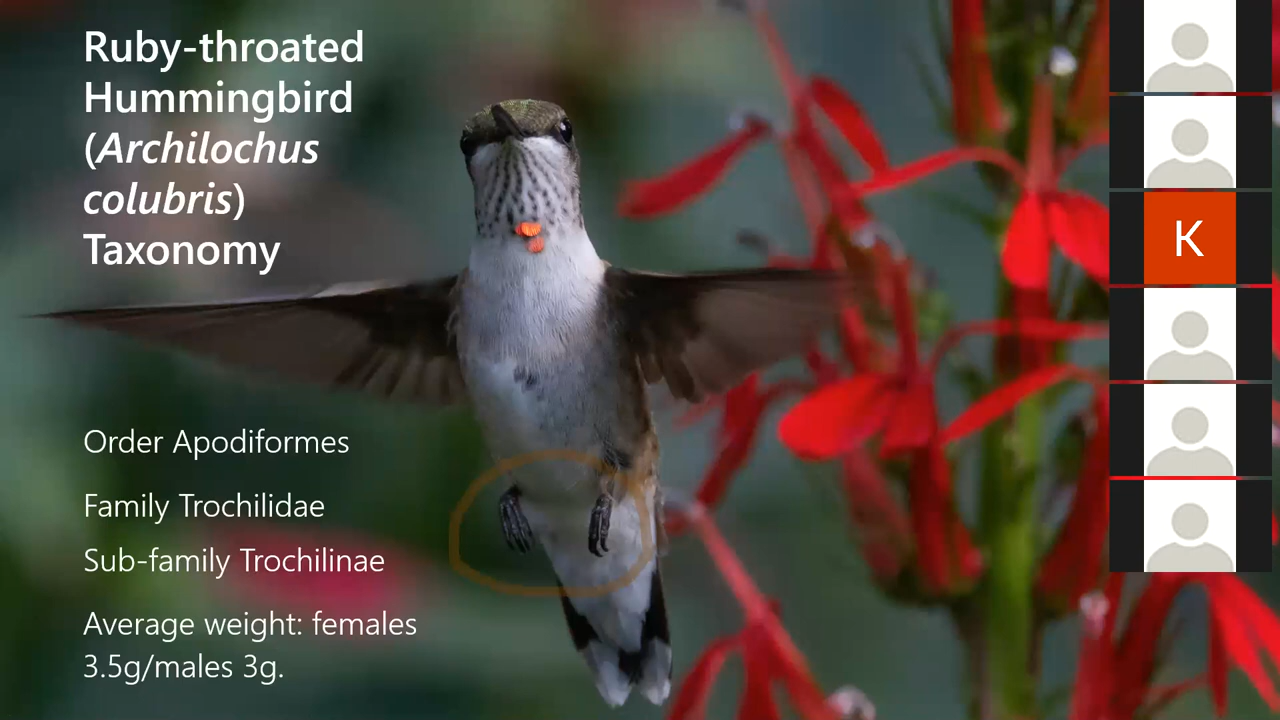 Ruby-throated
Hummingbird
(Archilochus
colubris)
Taxonomy
Order Apodiformes
Family Trochilidae
Sub-family Trochilinae
Average weight: females
3.5g/males 3g.
K